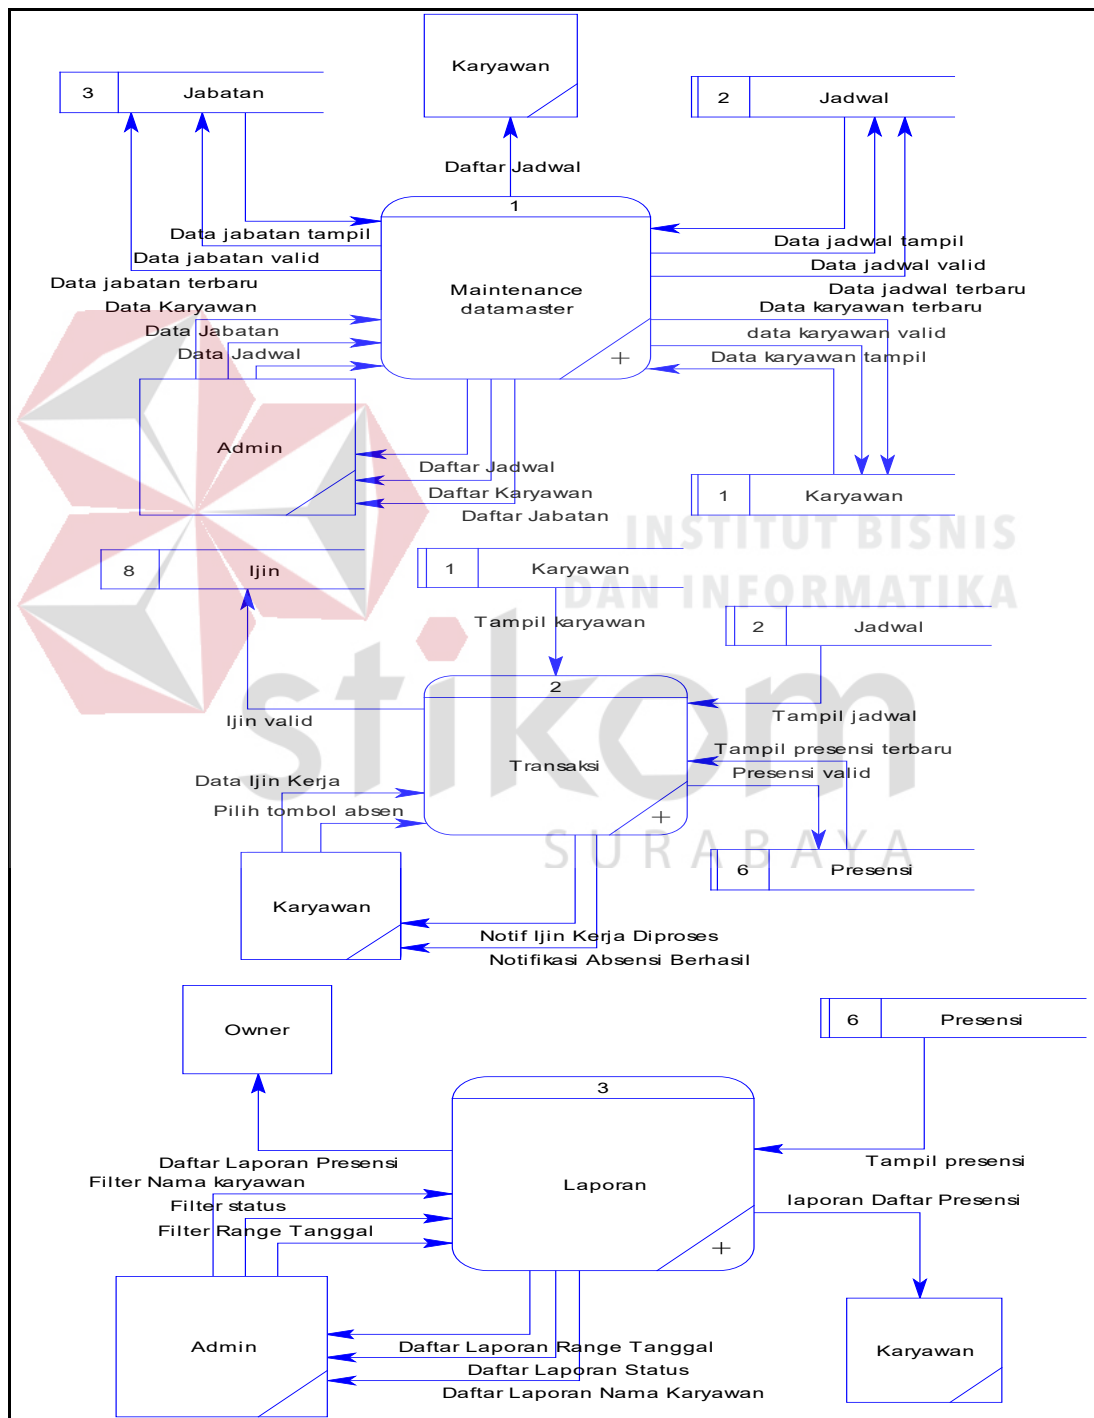 Karyawan
3 Jabatan
2 Jadwal
Daftar Jadwal
1
Data jabatan tampil
Data jabatan valid
Data jabatan terbaru
Data jadwal tampil
Data jadwal valid
Data jadwal terbaru
Maintenance
datamaster
+
Data Karyawan
Data Jabatan
Data Jadwal
Data karyawan terbaru
data karyawan valid
Data karyawan tampil
Admin
Daftar Jadwal
Daftar Karyawan
Daftar Jabatan
1 Karyawan
INSTITUT BISNIS
DAN INFORMATIKA
stikom
SURABAYA
8 Ijin
1 Karyawan
Tampil karyawan
2 Jadwal
2
Ijin valid
Tampil jadwal
Transaksi
+
Tampil presensi terbaru
Presensi valid
Data Ijin Kerja
Pilih tombol absen
6 Presensi
Karyawan
Notif Ijin Kerja Diproses
Notifikasi Absensi Berhasil
Owner
6 Presensi
3
Daftar Laporan Presensi
Tampil presensi
Filter Nama karyawan
Filter status
Filter Range Tanggal
Laporan
+
laporan Daftar Presensi
Admin
Daftar Laporan Range Tanggal
Daftar Laporan Status
Daftar Laporan Nama Karyawan
Karyawan